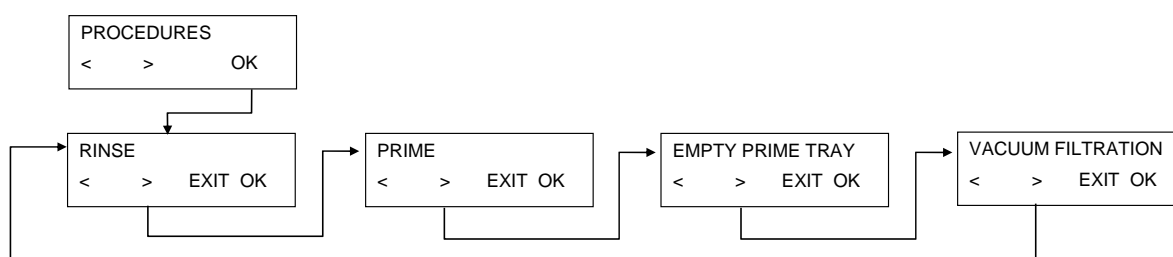 PROCEDURES
< > OK
RINSE
< > EXIT OK
PRIME
< > EXIT OK
EMPTY PRIME TRAY
< > EXIT OK
VACUUM FILTRATION
< > EXIT OK